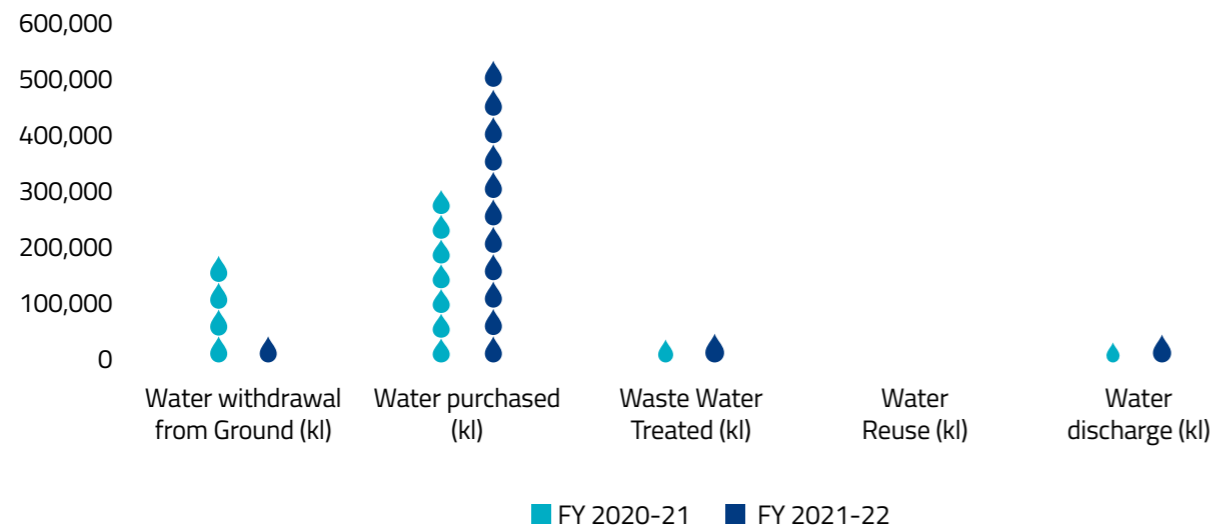 600,000
500,000
400,000
300,000
200,000
100,000
0
Water withdrawal
from Ground (kl)
Water purchased
(kl)
Waste Water
Treated (kl)
Water
Reuse (kl)
Water
discharge (kl)
FY 2020-21
FY 2021-22